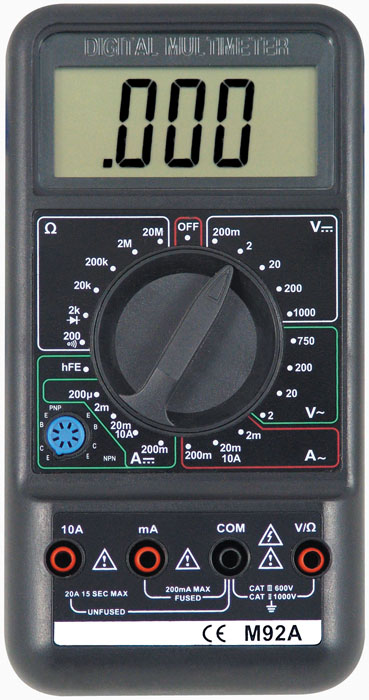 DIGITAL MULTIMETER
.000
Ω 20M OFF 200m V⎓
2M 2
200k 20
20k 200
2k 1000
200 750
hFE 200
200µ 20
2m 2 V~
PNP
E E
B B
C C
E E
NPN
20m
10A
A⎓ 200m 200m 20m
10A 2m A~
10A mA COM V/Ω
20A 15 SEC MAX 200mA MAX
FUSED CAT III 600V
CAT II 1000V
UNFUSED
CE M92A